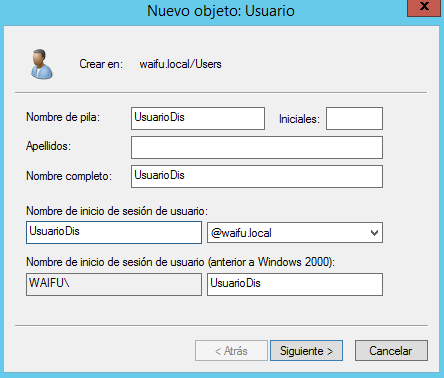 Nuevo objeto: Usuario
x
Crear en: waifu.local/Users
Nombre de pila: UsuarioDis Iniciales:
Apellidos:
Nombre completo: UsuarioDis
Nombre de inicio de sesión de usuario:
UsuarioDis @waifu.local
Nombre de inicio de sesión de usuario (anterior a Windows 2000):
WAIFU\ UsuarioDis
< Atrás Siguiente > Cancelar